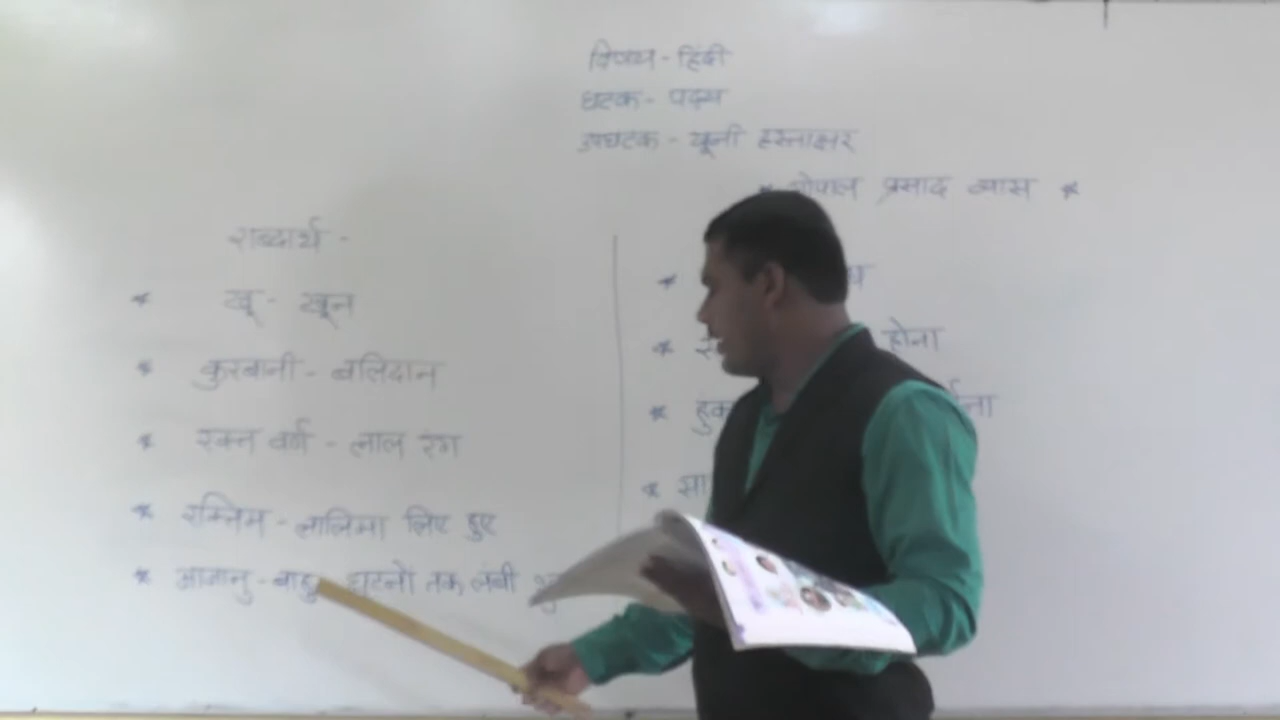 विषय - हिंदी
घटक - पद्य
उपघटक - खूनी हस्ताक्षर
* गोपाल प्रसाद व्यास *
शब्दार्थ -
* खूँ - खून
* कुरबानी - बलिदान
* रक्त वर्ण - लाल रंग
* रक्तिम - लालिमा लिए हुए
* आजानु - बाहु घुटनों तक लंबी
*
* होना
*
* सा